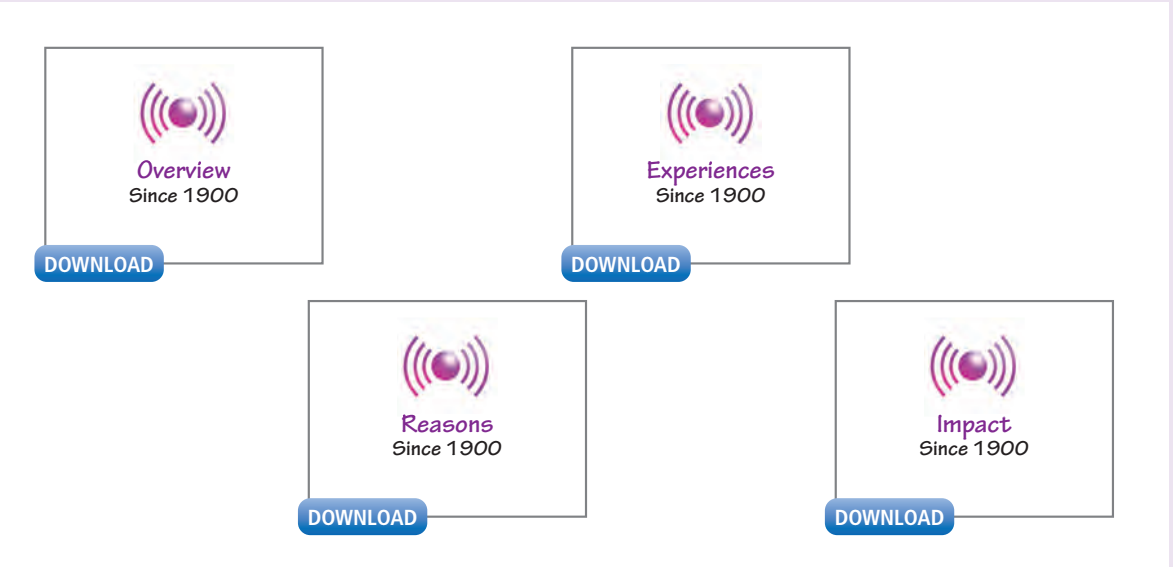 Overview
Since 1900
DOWNLOAD
Experiences
Since 1900
DOWNLOAD
Reasons
Since 1900
DOWNLOAD
Impact
Since 1900
DOWNLOAD